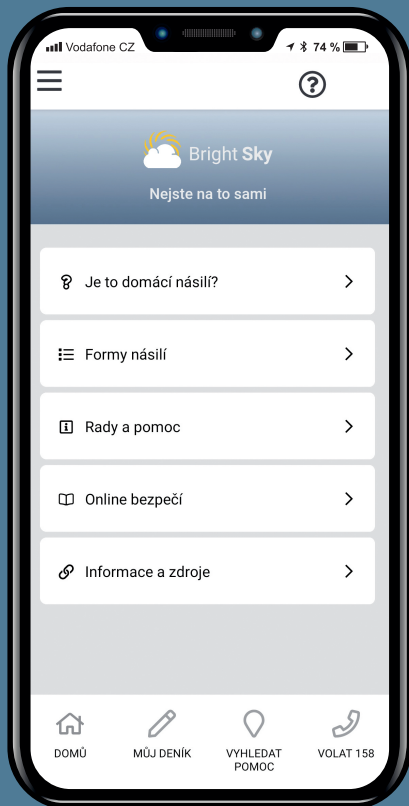 Vodafone CZ 74 %
Bright Sky
Nejste na to sami
Je to domácí násilí?
Formy násilí
Rady a pomoc
Online bezpečí
Informace a zdroje
DOMŮ
MŮJ DENÍK
VYHLEDAT
POMOC
VOLAT 158